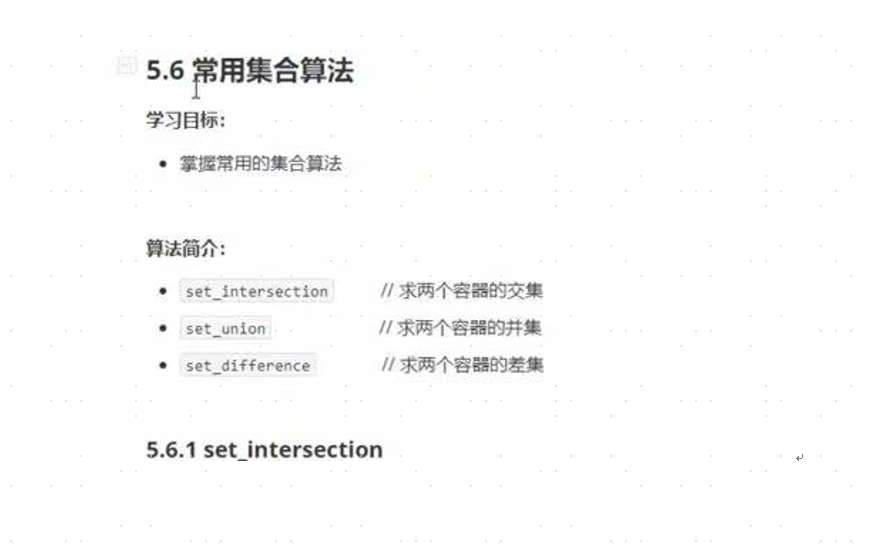 5.6 常用集合算法
学习目标：
• 掌握常用的集合算法
算法简介：
• set_intersection // 求两个容器的交集
• set_union // 求两个容器的并集
• set_difference // 求两个容器的差集
5.6.1 set_intersection